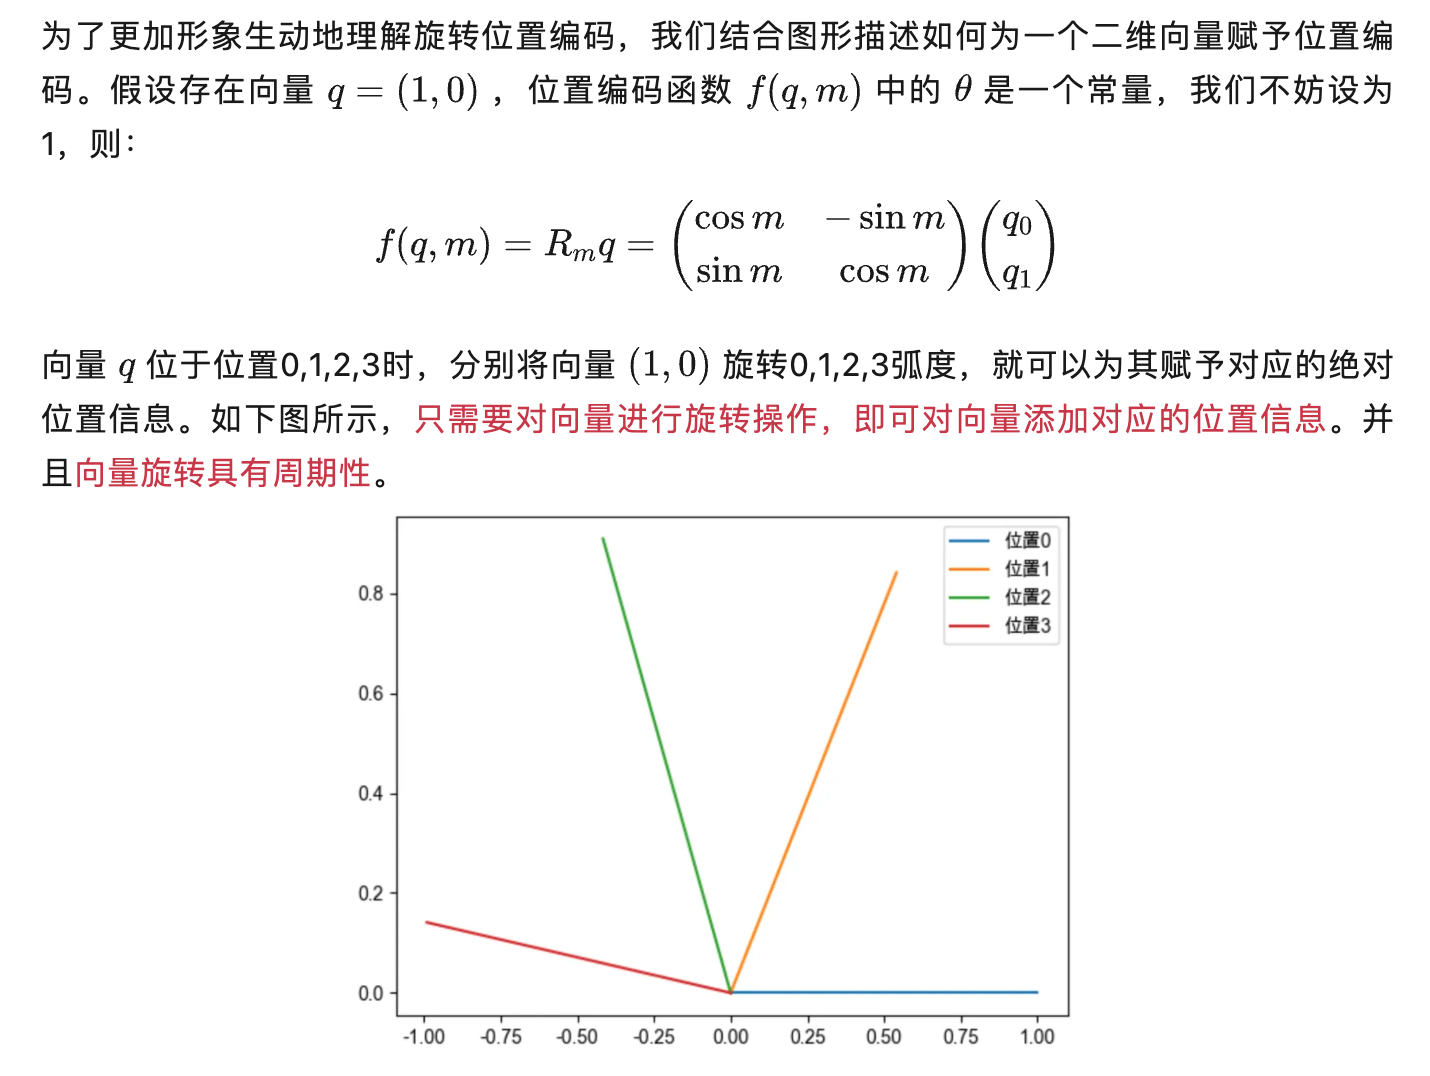 为了更加形象生动地理解旋转位置编码，我们结合图形描述如何为一个二维向量赋予位置编
码。假设存在向量 q = (1, 0) ，位置编码函数 f(q, m) 中的 θ 是一个常量，我们不妨设为
1，则：
f(q, m) = R_m q = \begin{pmatrix} \cos m & -\sin m \\ \sin m & \cos m \end{pmatrix} \begin{pmatrix} q_0 \\ q_1 \end{pmatrix}
向量 q 位于位置0,1,2,3时，分别将向量 (1, 0) 旋转0,1,2,3弧度，就可以为其赋予对应的绝对
位置信息。如下图所示，只需要对向量进行旋转操作，即可对向量添加对应的位置信息。并
且向量旋转具有周期性。
位置0
位置1
位置2
位置3
0.8
0.6
0.4
0.2
0.0
-1.00 -0.75 -0.50 -0.25 0.00 0.25 0.50 0.75 1.00